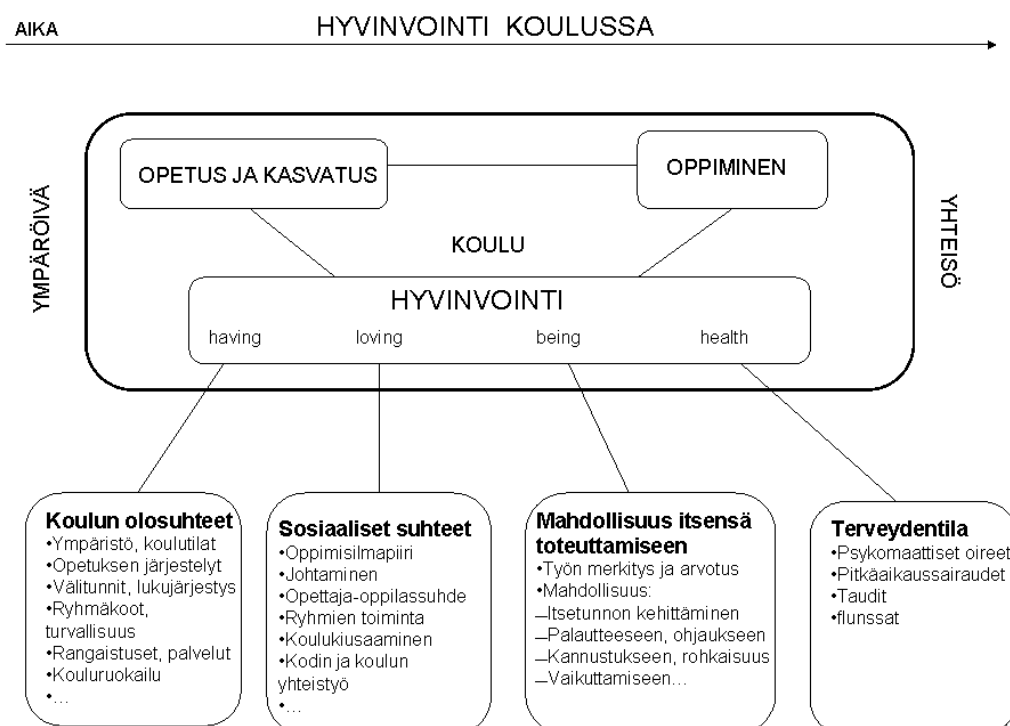 AIKA
HYVINVOINTI KOULUSSA
YMPÄRÖIVÄ
YHTEISÖ
OPETUS JA KASVATUS
OPPIMINEN
KOULU
HYVINVOINTI
having loving being health
Koulun olosuhteet
•Ympäristö, koulutilat
•Opetuksen järjestelyt
•Välitunnit, lukujärjestys
•Ryhmäkoot,
turvallisuus
•Rangaistuset, palvelut
•Kouluruokailu
•…
Sosiaaliset suhteet
•Oppimisilmapiiri
•Johtaminen
•Opettaja-oppilassuhde
•Ryhmien toiminta
•Koulukiusaaminen
•Kodin ja koulun
yhteistyö
•…
Mahdollisuus itsensä
toteuttamiseen
•Työn merkitys ja arvotus
•Mahdollisuus:
–Itsetunnon kehittäminen
–Palautteeseen, ohjaukseen
–Kannustukseen, rohkaisuus
–Vaikuttamiseen…
Terveydentila
•Psykomaattiset oireet
•Pitkäaikaussairaudet
•Taudit
•flunssat